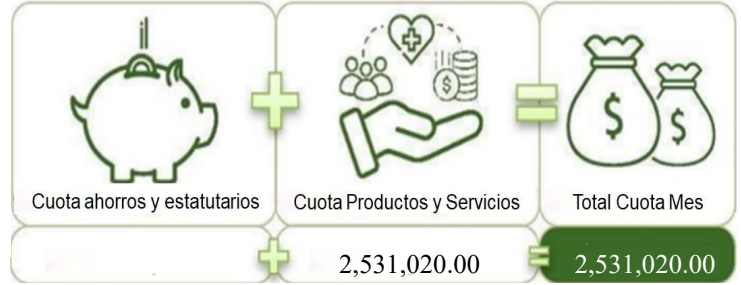 Cuota ahorros y estatutarios
Cuota Productos y Servicios
Total Cuota Mes
2,531,020.00
2,531,020.00